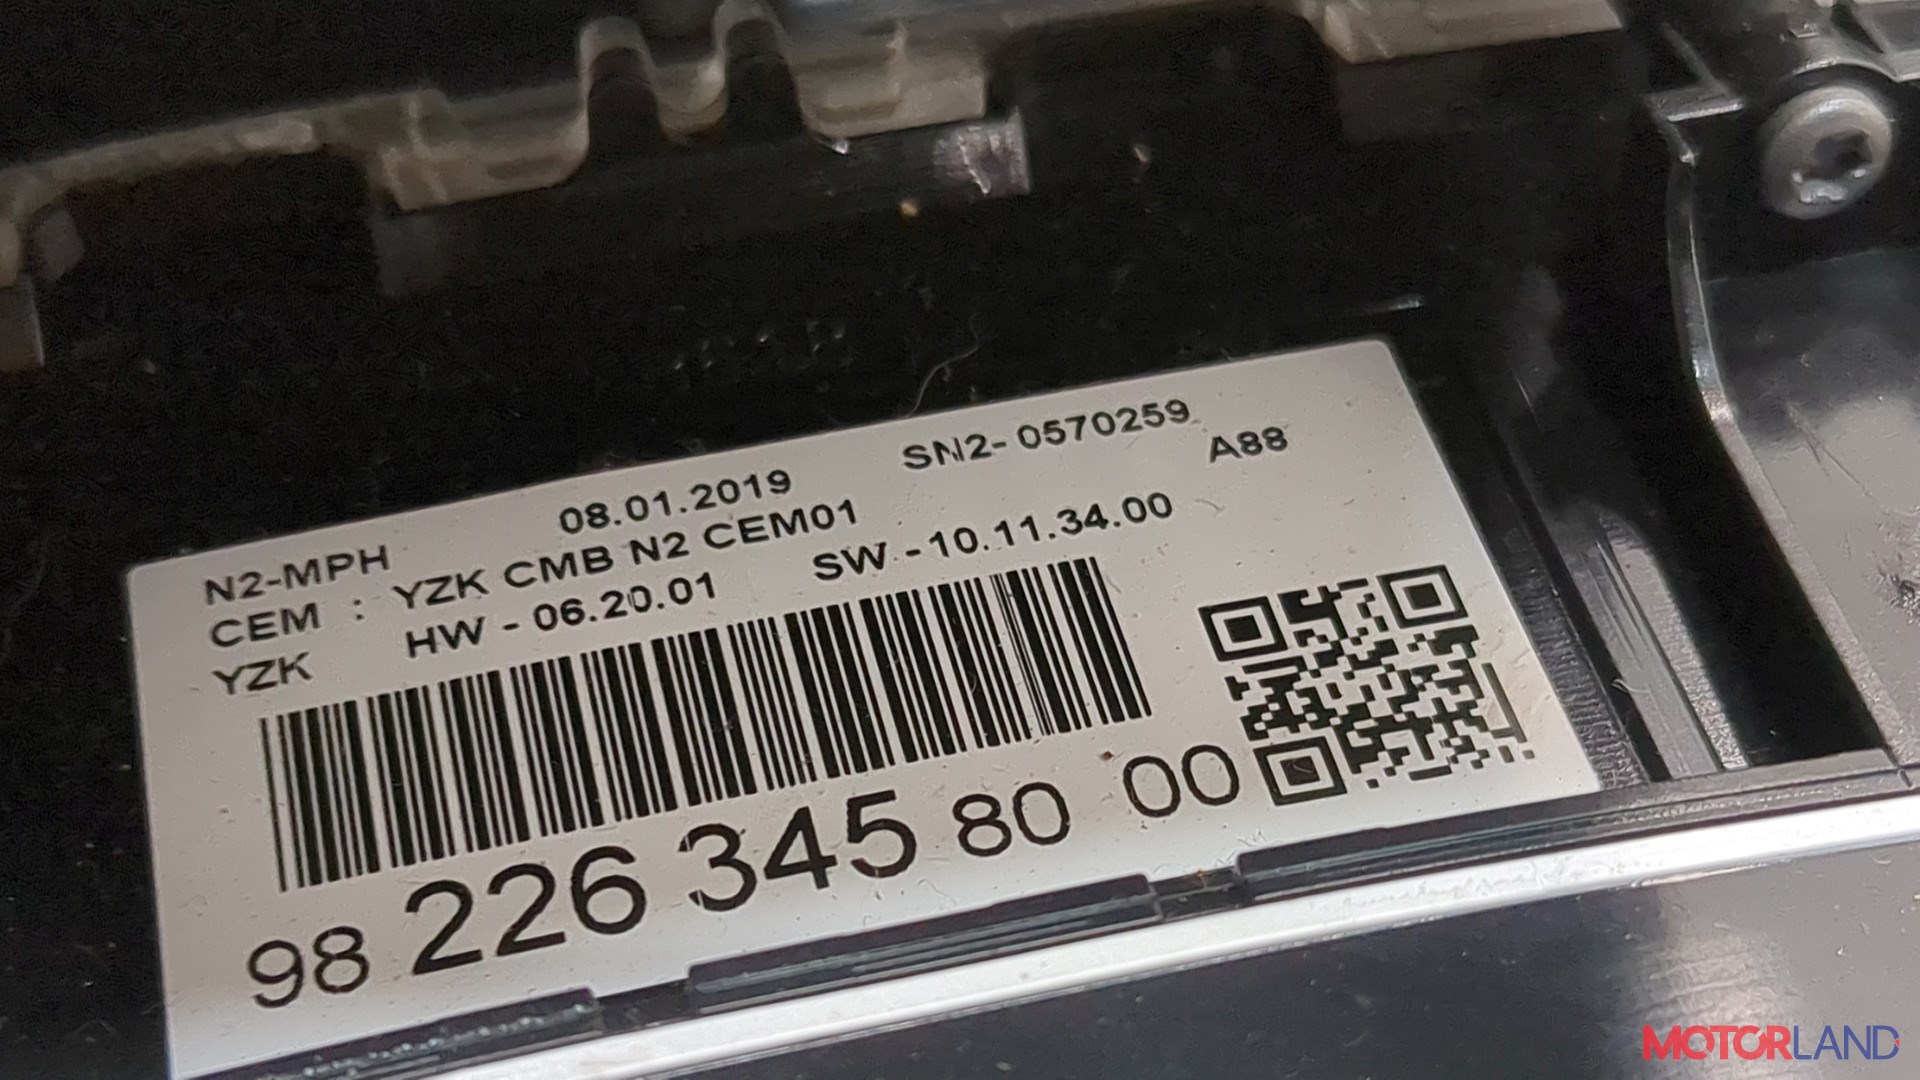 08.01.2019 SN2- 0570259
N2-MPH A88
CEM : YZK CMB N2 CEM01
YZK HW - 06.20.01 SW - 10.11.34.00
98 226 345 80 00
MOTORLAND